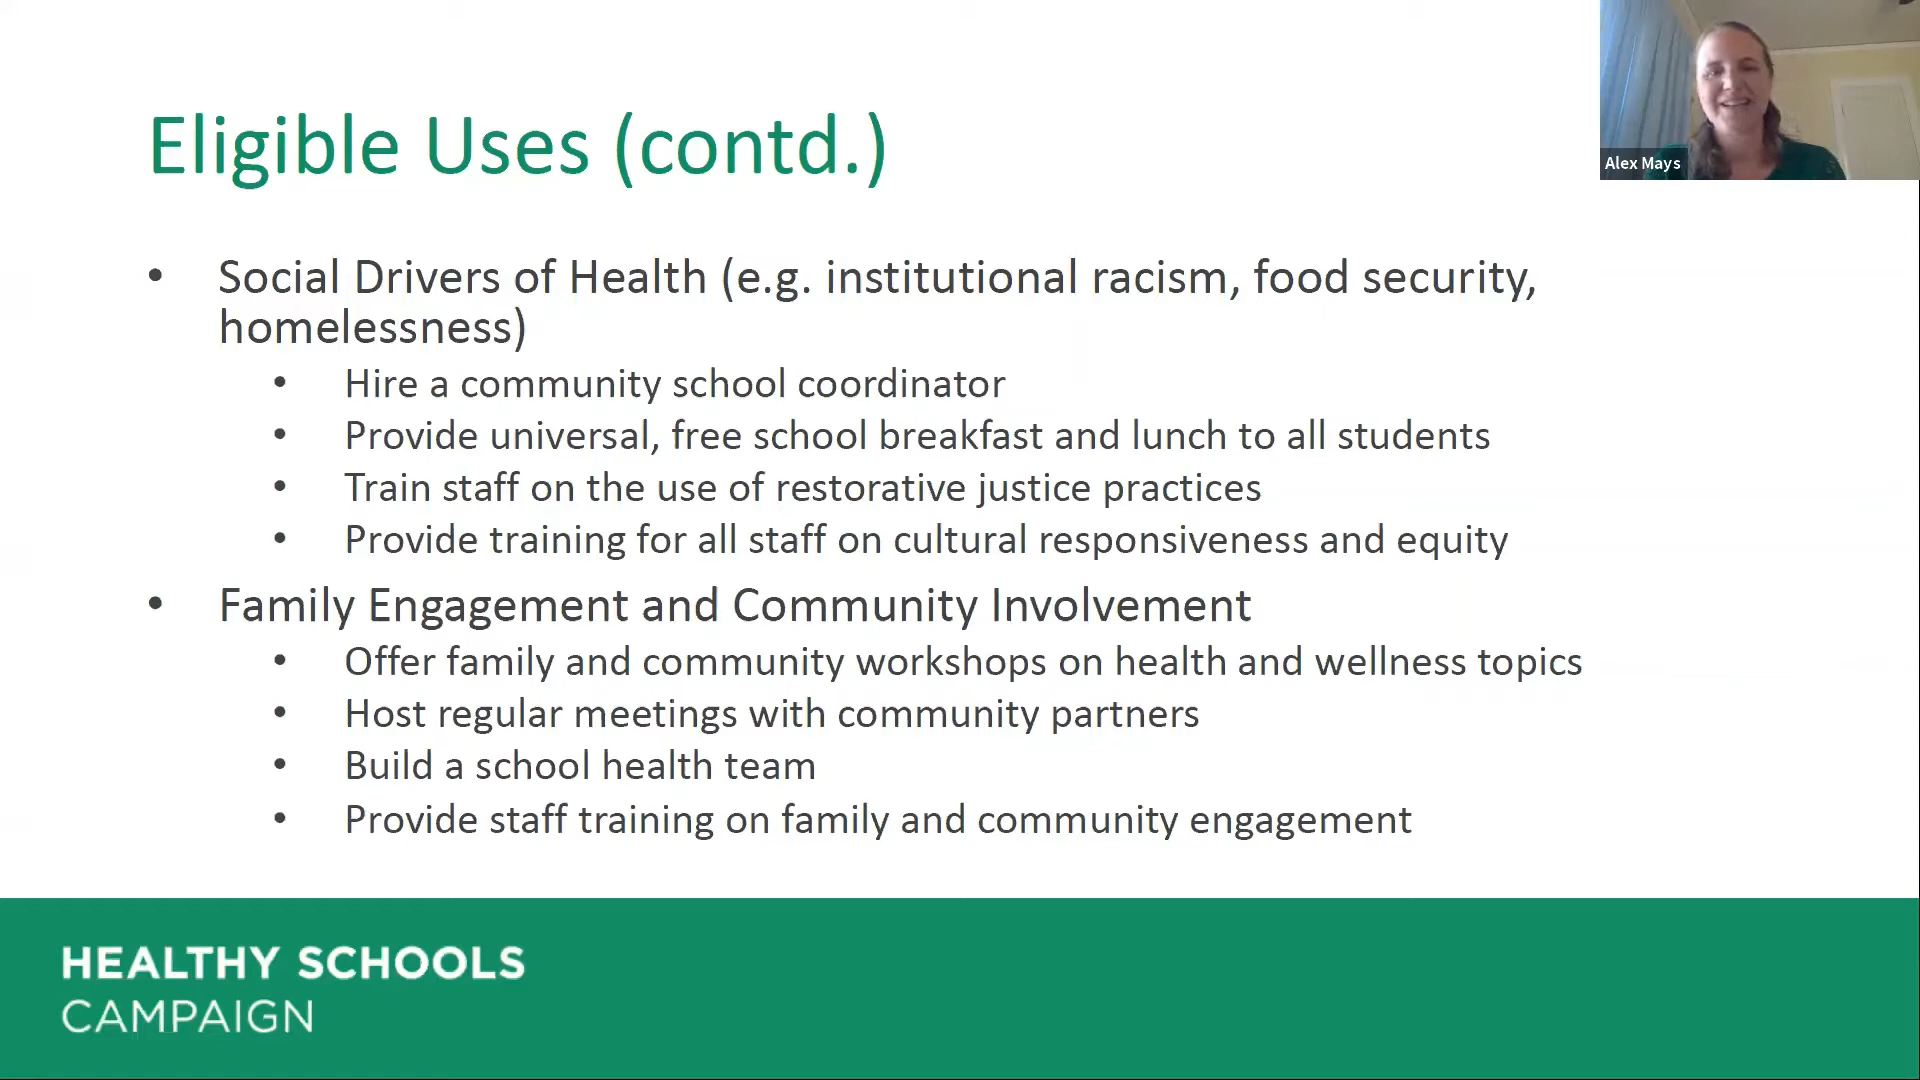 Eligible Uses (contd.)
Alex Mays
• Social Drivers of Health (e.g. institutional racism, food security,
homelessness)
• Hire a community school coordinator
• Provide universal, free school breakfast and lunch to all students
• Train staff on the use of restorative justice practices
• Provide training for all staff on cultural responsiveness and equity
• Family Engagement and Community Involvement
• Offer family and community workshops on health and wellness topics
• Host regular meetings with community partners
• Build a school health team
• Provide staff training on family and community engagement
HEALTHY SCHOOLS
CAMPAIGN